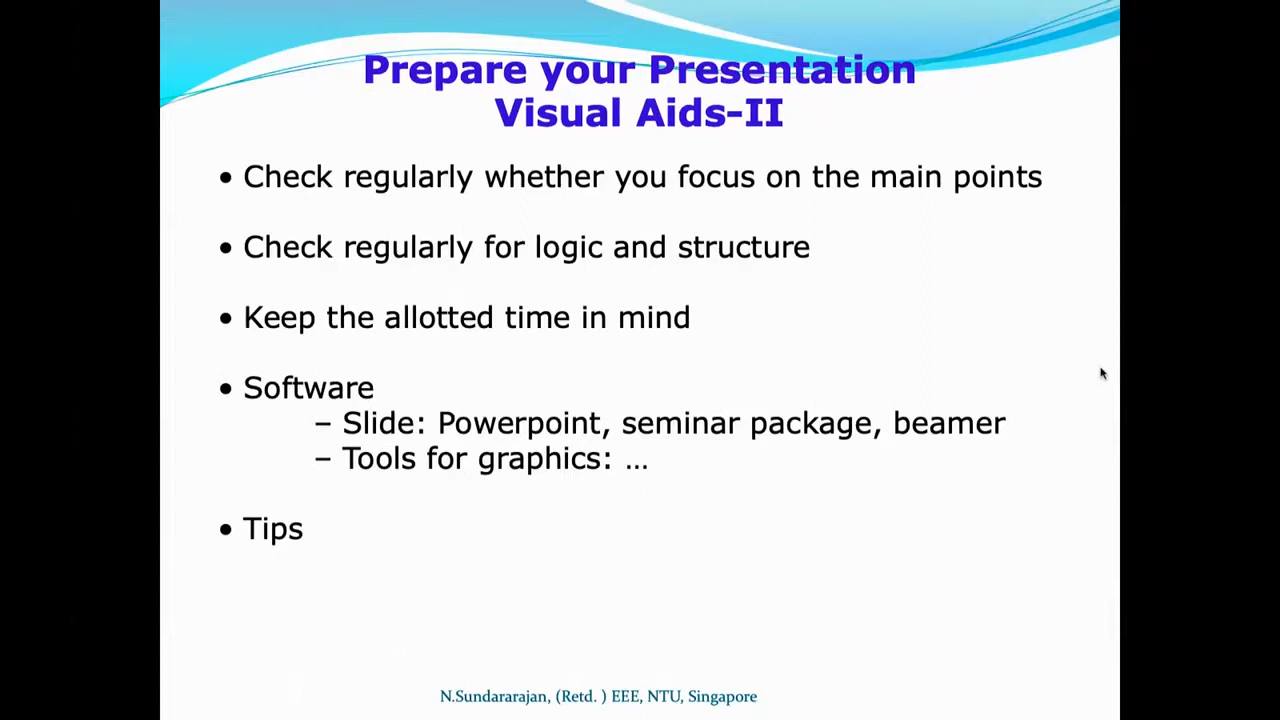 Prepare your Presentation
Visual Aids-II
• Check regularly whether you focus on the main points
• Check regularly for logic and structure
• Keep the allotted time in mind
• Software
– Slide: Powerpoint, seminar package, beamer
– Tools for graphics: …
• Tips
N.Sundararajan, (Retd. ) EEE, NTU, Singapore